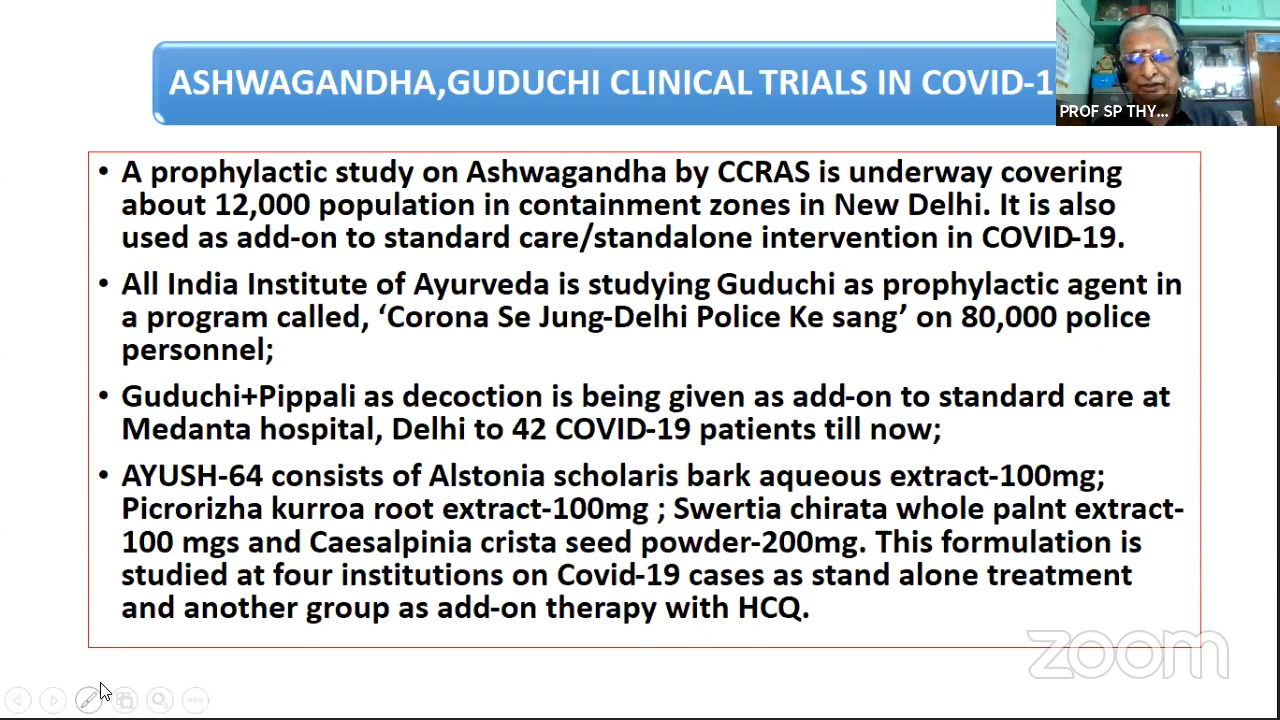 ASHWAGANDHA,GUDUCHI CLINICAL TRIALS IN COVID-1
PROF SP THY...
• A prophylactic study on Ashwagandha by CCRAS is underway covering
about 12,000 population in containment zones in New Delhi. It is also
used as add-on to standard care/standalone intervention in COVID-19.
• All India Institute of Ayurveda is studying Guduchi as prophylactic agent in
a program called, ‘Corona Se Jung-Delhi Police Ke sang’ on 80,000 police
personnel;
• Guduchi+Pippali as decoction is being given as add-on to standard care at
Medanta hospital, Delhi to 42 COVID-19 patients till now;
• AYUSH-64 consists of Alstonia scholaris bark aqueous extract-100mg;
Picrorizha kurroa root extract-100mg ; Swertia chirata whole palnt extract-
100 mgs and Caesalpinia crista seed powder-200mg. This formulation is
studied at four institutions on Covid-19 cases as stand alone treatment
and another group as add-on therapy with HCQ.
zoom